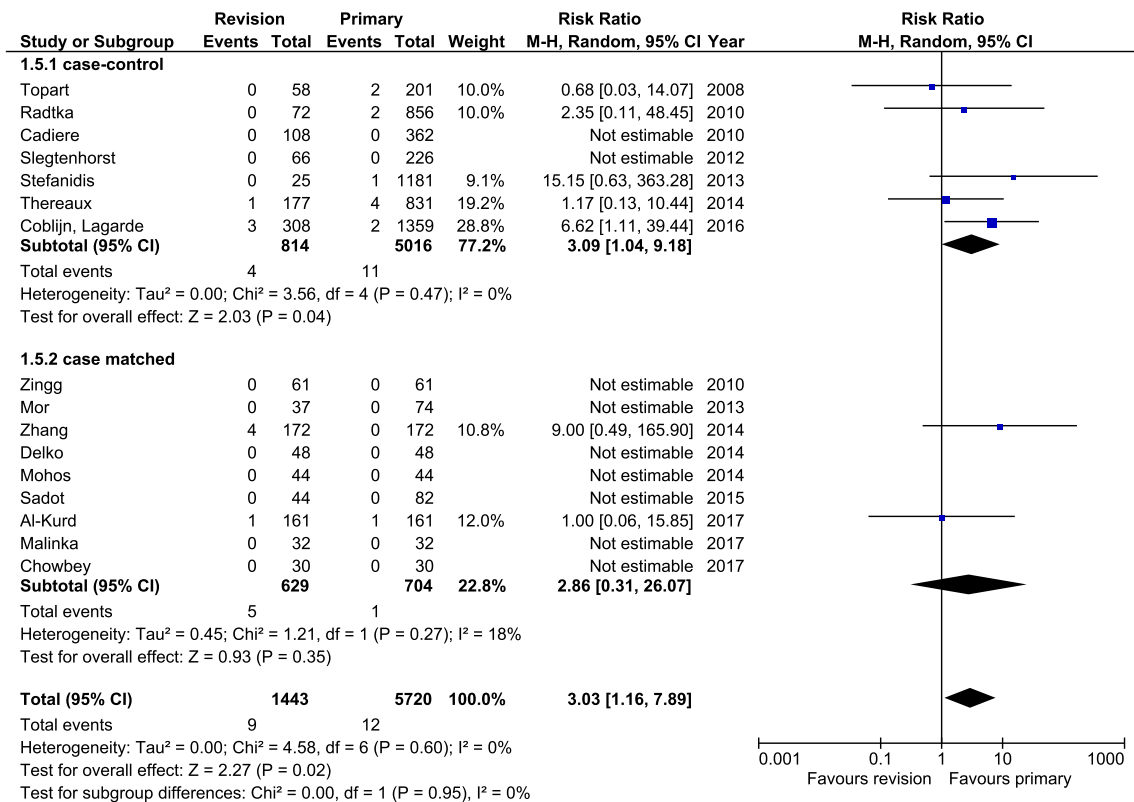 Revision Primary Risk Ratio Risk Ratio
Study or Subgroup Events Total Events Total Weight M-H, Random, 95% CI Year M-H, Random, 95% CI
1.5.1 case-control
Topart 0 58 2 201 10.0% 0.68 [0.03, 14.07] 2008
Radtka 0 72 2 856 10.0% 2.35 [0.11, 48.45] 2010
Cadiere 0 108 0 362 Not estimable 2010
Slegtenhorst 0 66 0 226 Not estimable 2012
Stefanidis 0 25 1 1181 9.1% 15.15 [0.63, 363.28] 2013
Thereaux 1 177 4 831 19.2% 1.17 [0.13, 10.44] 2014
Coblijn, Lagarde 3 308 2 1359 28.8% 6.62 [1.11, 39.44] 2016
Subtotal (95% CI) 814 5016 77.2% 3.09 [1.04, 9.18]
Total events 4 11
Heterogeneity: Tau² = 0.00; Chi² = 3.56, df = 4 (P = 0.47); I² = 0%
Test for overall effect: Z = 2.03 (P = 0.04)
1.5.2 case matched
Zingg 0 61 0 61 Not estimable 2010
Mor 0 37 0 74 Not estimable 2013
Zhang 4 172 0 172 10.8% 9.00 [0.49, 165.90] 2014
Delko 0 48 0 48 Not estimable 2014
Mohos 0 44 0 44 Not estimable 2014
Sadot 0 44 0 82 Not estimable 2015
Al-Kurd 1 161 1 161 12.0% 1.00 [0.06, 15.85] 2017
Malinka 0 32 0 32 Not estimable 2017
Chowbey 0 30 0 30 Not estimable 2017
Subtotal (95% CI) 629 704 22.8% 2.86 [0.31, 26.07]
Total events 5 1
Heterogeneity: Tau² = 0.45; Chi² = 1.21, df = 1 (P = 0.27); I² = 18%
Test for overall effect: Z = 0.93 (P = 0.35)
Total (95% CI) 1443 5720 100.0% 3.03 [1.16, 7.89]
Total events 9 12
Heterogeneity: Tau² = 0.00; Chi² = 4.58, df = 6 (P = 0.60); I² = 0%
Test for overall effect: Z = 2.27 (P = 0.02)
Test for subgroup differences: Chi² = 0.00, df = 1 (P = 0.95), I² = 0%
0.001 0.1 1 10 1000
Favours revision Favours primary